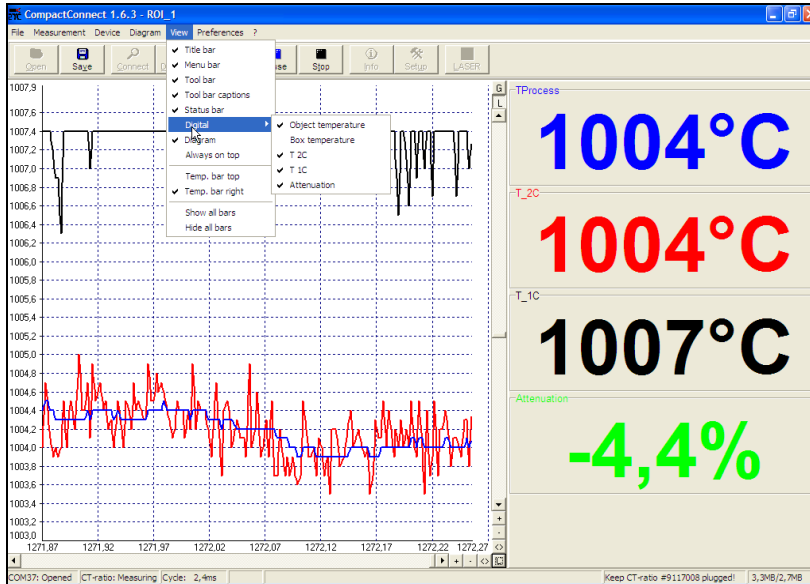 CompactConnect 1.6.3 - ROI_1
File Measurement Device Diagram View Preferences ?
Open Save Connect Stop Info Setup LASER
Title bar
Menu bar
Tool bar
Tool bar captions
Status bar
Digital
Diagram
Always on top
Temp. bar top
Temp. bar right
Show all bars
Hide all bars
Object temperature
Box temperature
T 2C
T 1C
Attenuation
1007,9
1007,6
1007,4
1007,2
1007,0
1006,8
1006,6
1006,4
1006,2
1006,0
1005,8
1005,6
1005,4
1005,2
1005,0
1004,8
1004,6
1004,4
1004,2
1004,0
1003,8
1003,6
1003,4
1003,2
1003,0
1271,87 1271,92 1271,97 1272,02 1272,07 1272,12 1272,17 1272,22 1272,27
G
L
+
-
+ -
TProcess
1004°C
T_2C
1004°C
T_1C
1007°C
Attenuation
-4,4%
COM37: Opened CT-ratio: Measuring Cycle: 2,4ms Keep CT-ratio #9117008 plugged! 3,3MB/2,7MB